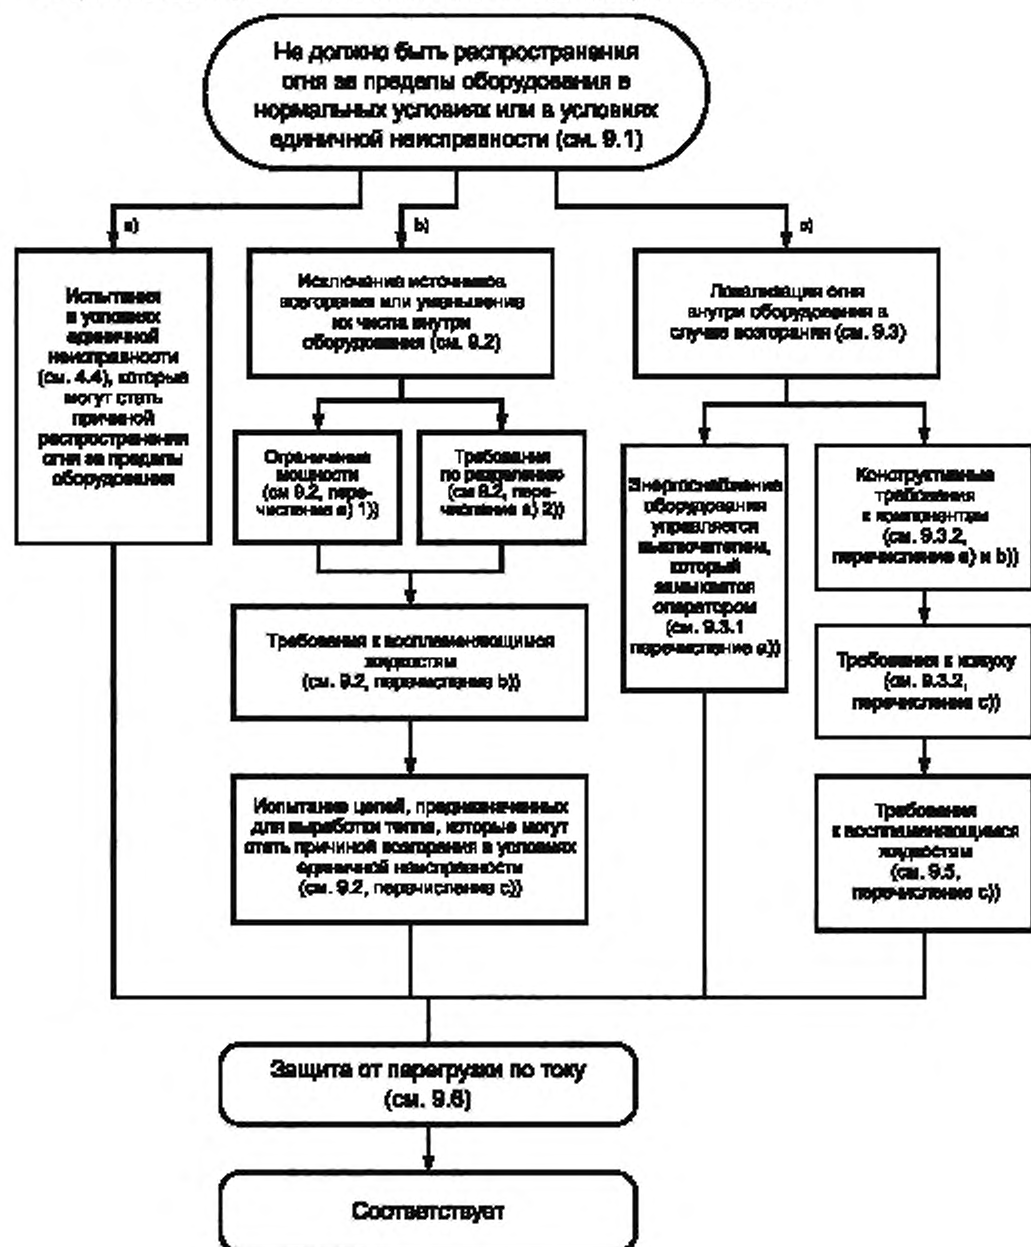 Не должно быть распространения
огня за пределы оборудования в
нормальных условиях или в условиях
единичной неисправности (см. 9.1)
a)
b)
c)
Испытания
в условиях
единичной
неисправности
(см. 4.4), которые
могут стать
причиной
распространения
огня за пределы
оборудования
Исключение источников
возгорания или уменьшение
их числа внутри
оборудования (см. 9.2)
Ограничение
мощности
(см 9.2, пере-
числение a) 1))
Требования
по разделению
(см 9.2, пере-
числение a) 2))
Требования к воспламеняющимся
жидкостям
(см. 9.2, перечисление b))
Испытание цепей, предназначенных
для выработки тепла, которые могут
стать причиной возгорания в условиях
единичной неисправности
(см. 9.2, перечисление c))
Локализация огня
внутри оборудования в
случае возгорания (см. 9.3)
Энергоснабжение
оборудования
управляется
выключателем,
который
замыкается
оператором
(см. 9.3.1
перечисление a))
Конструктивные
требования
к компонентам
(см. 9.3.2,
перечисление a) и b))
Требования к кожуху
(см. 9.3.2,
перечисление c))
Требования
к воспламеняющимся
жидкостям
(см. 9.5,
перечисление c))
Защита от перегрузки по току
(см. 9.6)
Соответствует